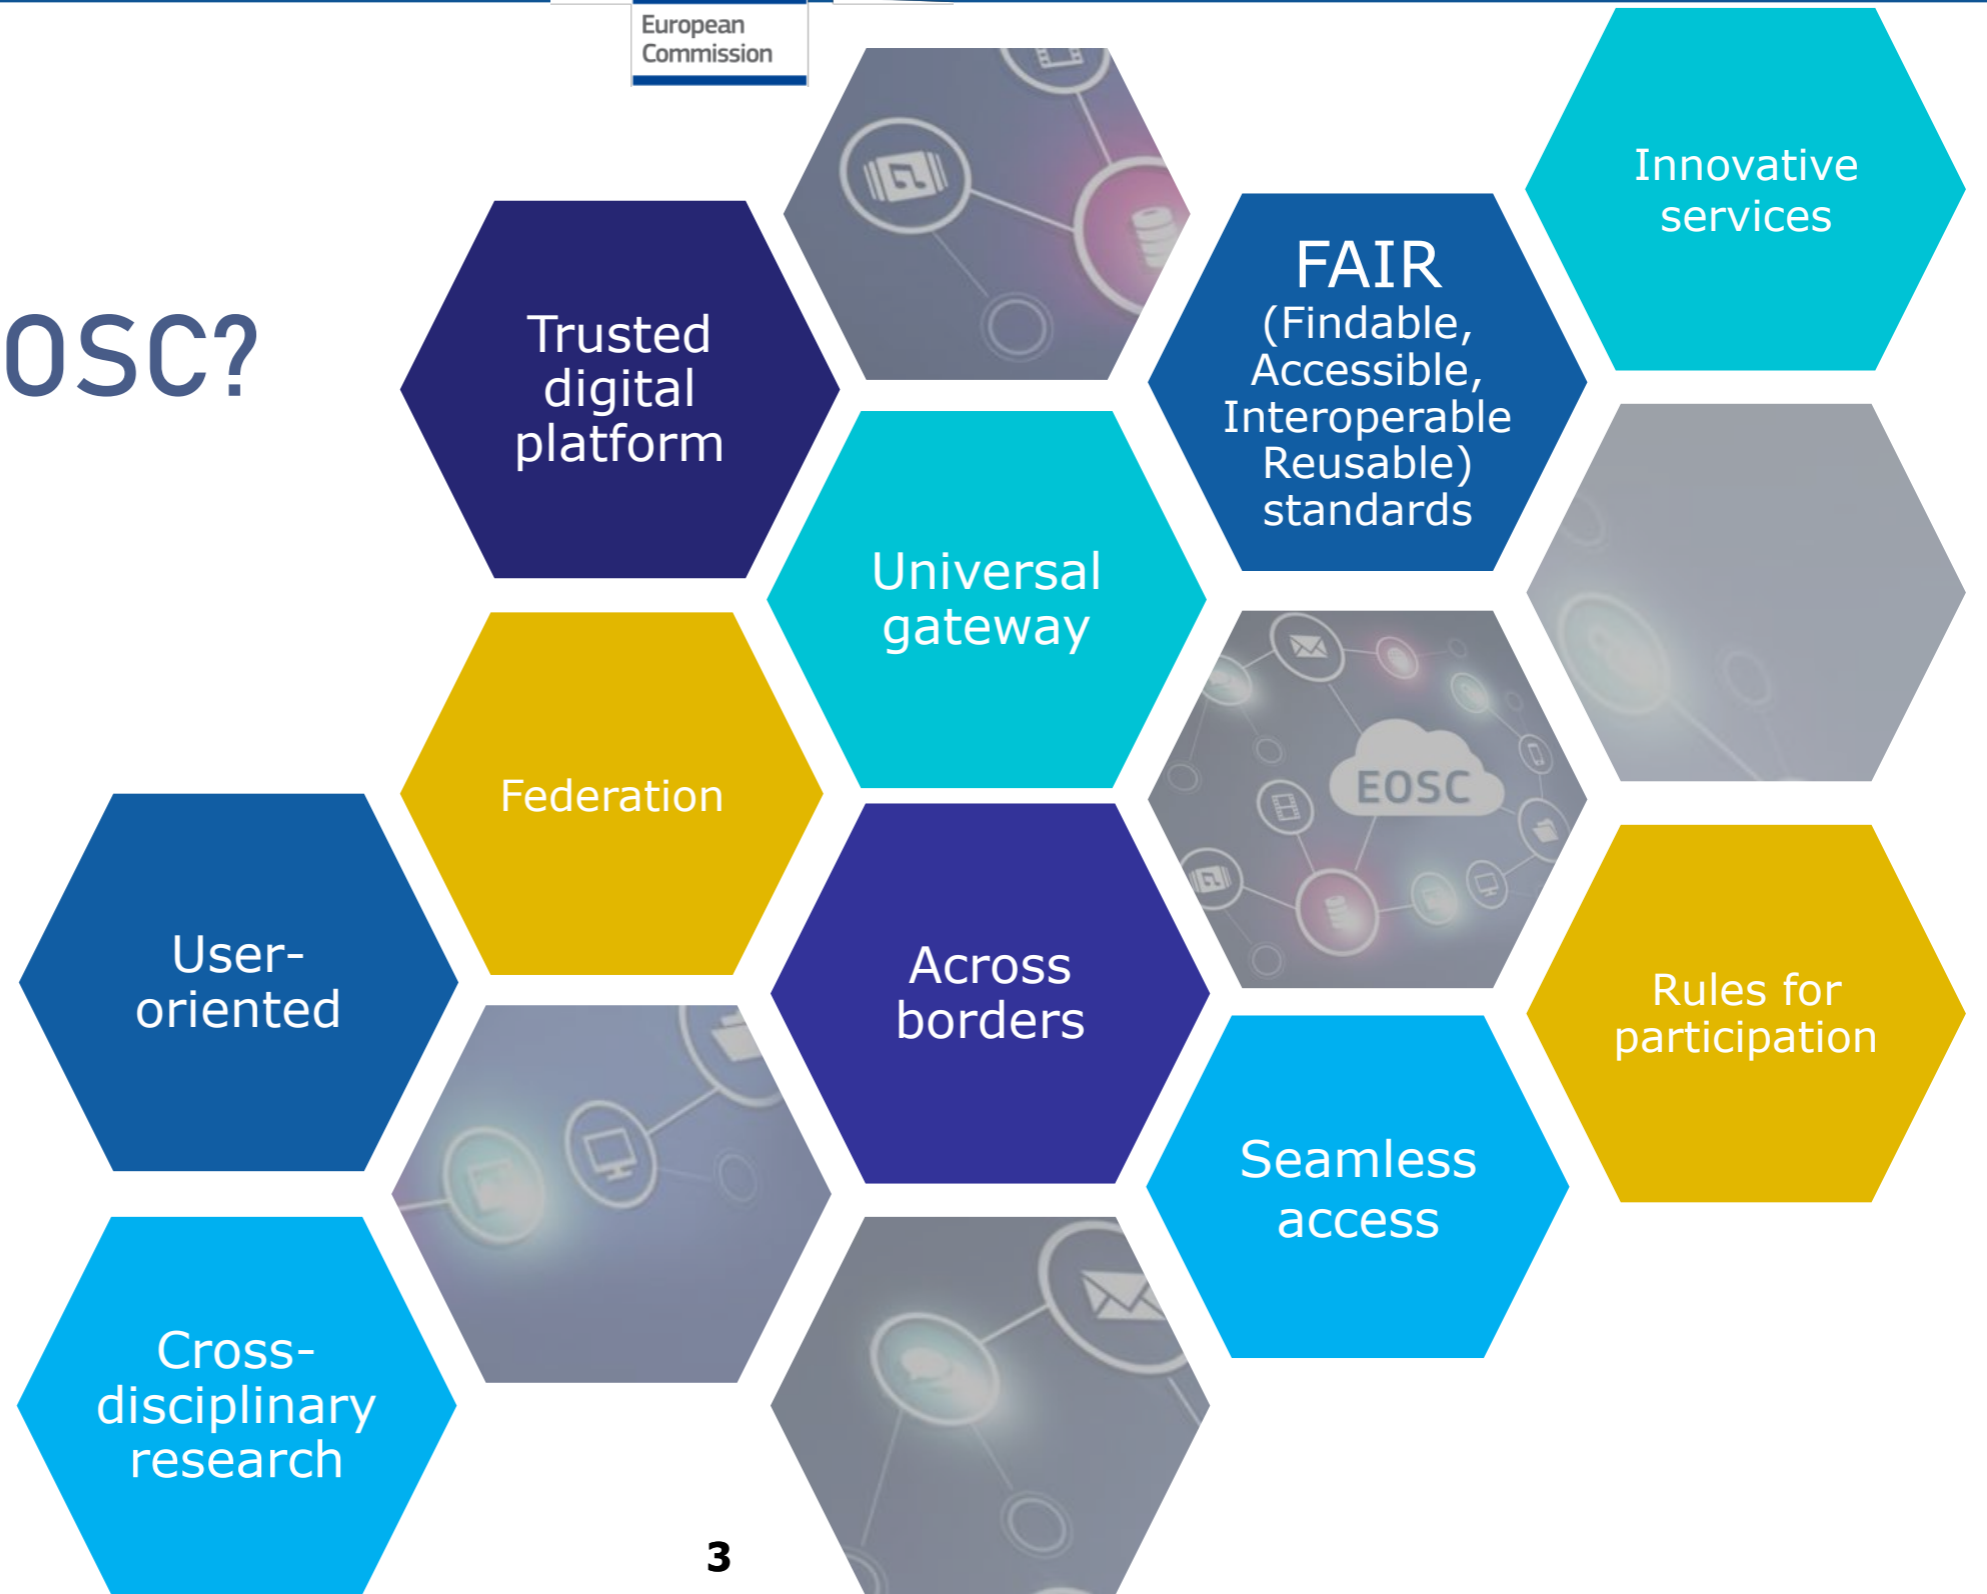 European
Commission
OSC?
Trusted
digital
platform
FAIR
(Findable,
Accessible,
Interoperable
Reusable)
standards
Innovative
services
Universal
gateway
Federation
EOSC
User-
oriented
Across
borders
Rules for
participation
Seamless
access
Cross-
disciplinary
research
3